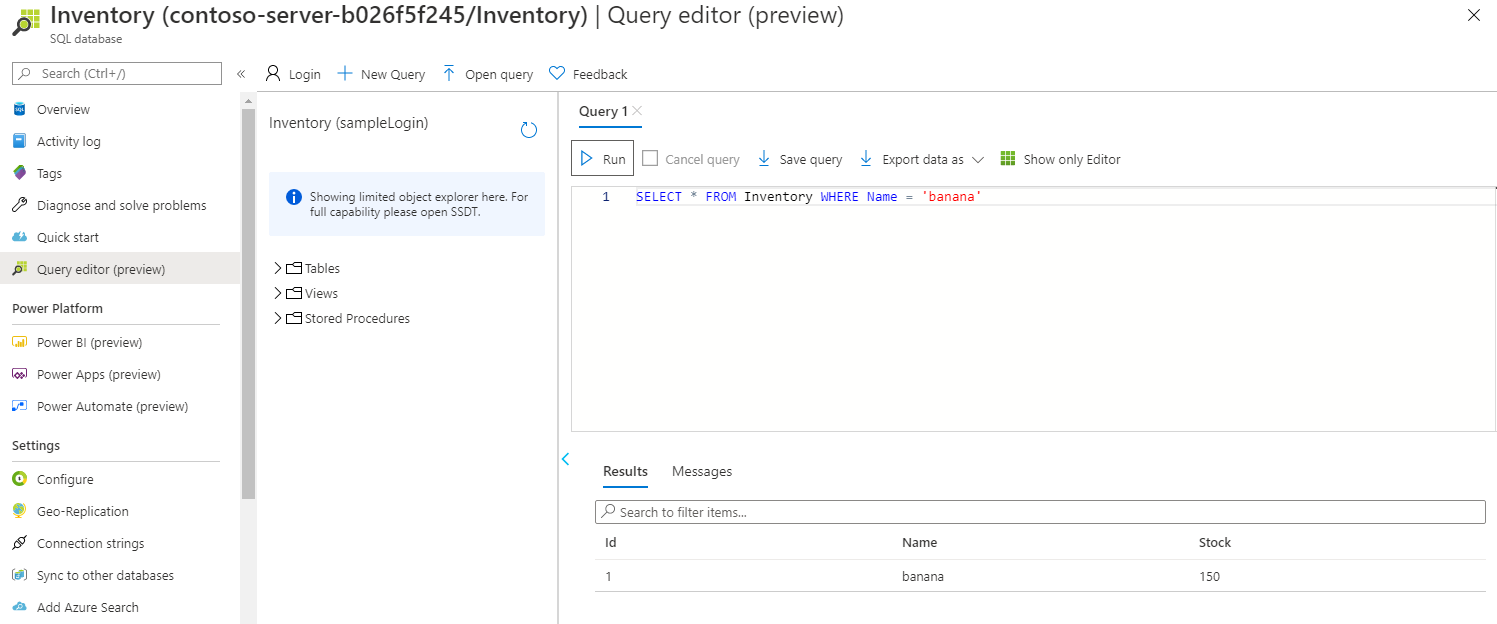 Inventory (contoso-server-b026f5f245/Inventory) | Query editor (preview)
SQL database
Search (Ctrl+/)
«
Overview
Activity log
Tags
Diagnose and solve problems
Quick start
Query editor (preview)
Power Platform
Power BI (preview)
Power Apps (preview)
Power Automate (preview)
Settings
Configure
Geo-Replication
Connection strings
Sync to other databases
Add Azure Search
Login New Query Open query Feedback
Inventory (sampleLogin)
Showing limited object explorer here. For
full capability please open SSDT.
Tables
Views
Stored Procedures
Query 1
Run Cancel query Save query Export data as Show only Editor
1 SELECT * FROM Inventory WHERE Name = 'banana'
Results Messages
Search to filter items...
Id Name Stock
1 banana 150